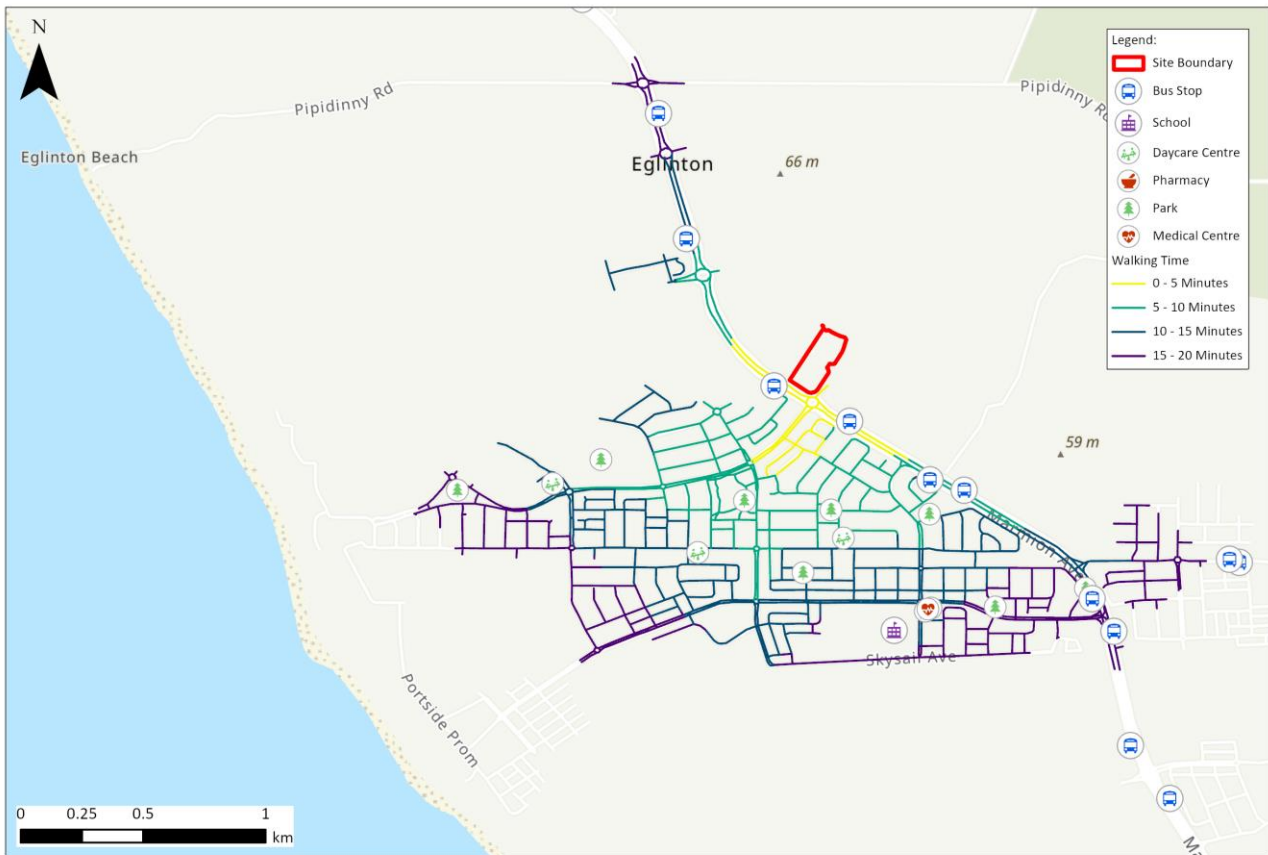 N
Pipidinny Rd
Eglinton Beach
Eglinton
66 m
Pipidinny Rd
59 m
Marmion Av
Skysail Ave
Portside Prom
Ma
Legend:
Site Boundary
Bus Stop
School
Daycare Centre
Pharmacy
Park
Medical Centre
Walking Time
0 - 5 Minutes
5 - 10 Minutes
10 - 15 Minutes
15 - 20 Minutes
0 0.25 0.5 1
km